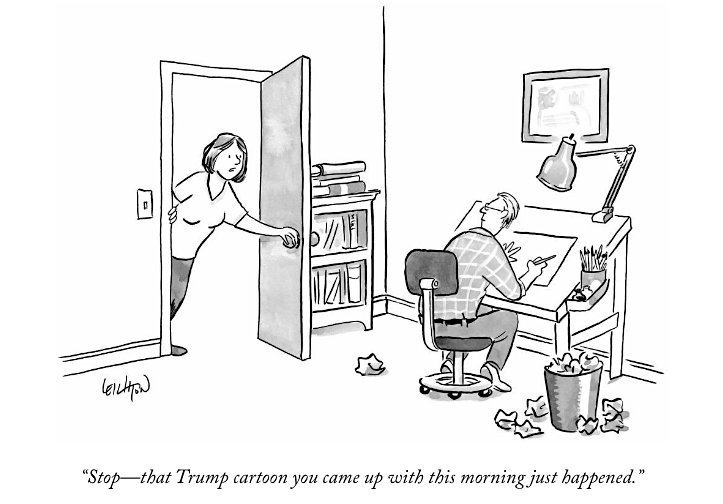 LEIGHTON
“Stop—that Trump cartoon you came up with this morning just happened.”